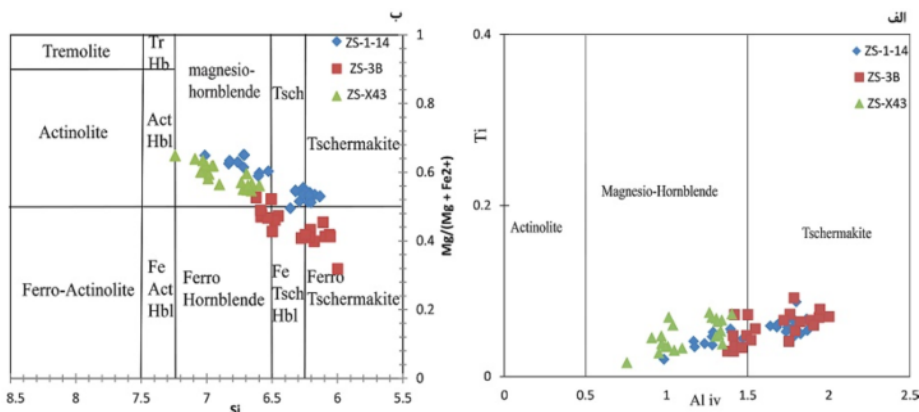 ب
1
0.8
0.6
0.4
0.2
0
Mg/(Mg + Fe2+)
8.5
8
7.5
7
6.5
6
5.5
Si
Tremolite
Tr
Hb
magnesio-
hornblende
Tsch
Tschermakite
Actinolite
Act
Hbl
Ferro-Actinolite
Fe
Act
Hbl
Ferro
Hornblende
Fe
Tsch
Hbl
Ferro
Tschermakite
ZS-1-14
ZS-3B
ZS-X43
الف
0.4
0.2
0
Ti
0
0.5
1
1.5
2
2.5
Al iv
Actinolite
Magnesio-Hornblende
Tschermakite
ZS-1-14
ZS-3B
ZS-X43